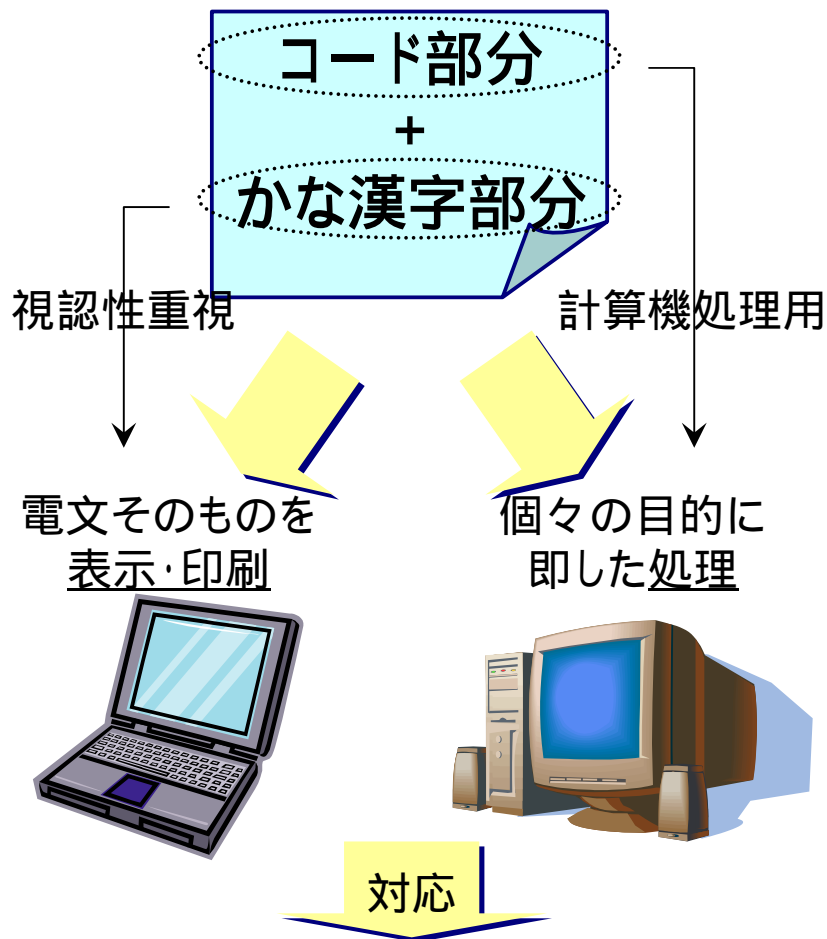 コード部分
+
かな漢字部分
視認性重視
計算機処理用
電文そのものを
表示・印刷
個々の目的に
即した処理
対応